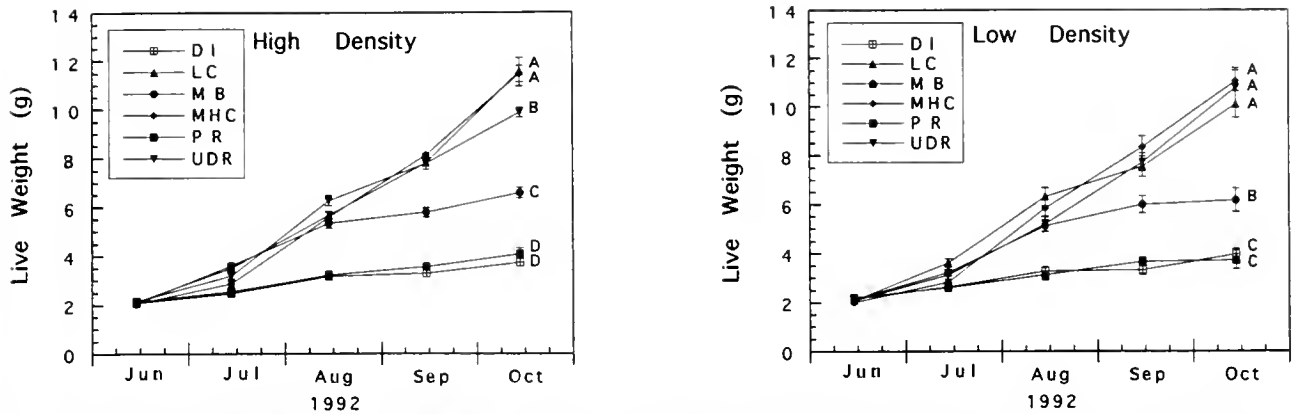 High Density
Live Weight (g)
14
12
10
8
6
4
2
0
DI
LC
MB
MHC
PR
UDR
A
A
B
C
D
D
Jun Jul Aug Sep Oct
1992
Low Density
Live Weight (g)
14
12
10
8
6
4
2
0
DI
LC
MB
MHC
PR
UDR
A
A
A
B
C
C
Jun Jul Aug Sep Oct
1992